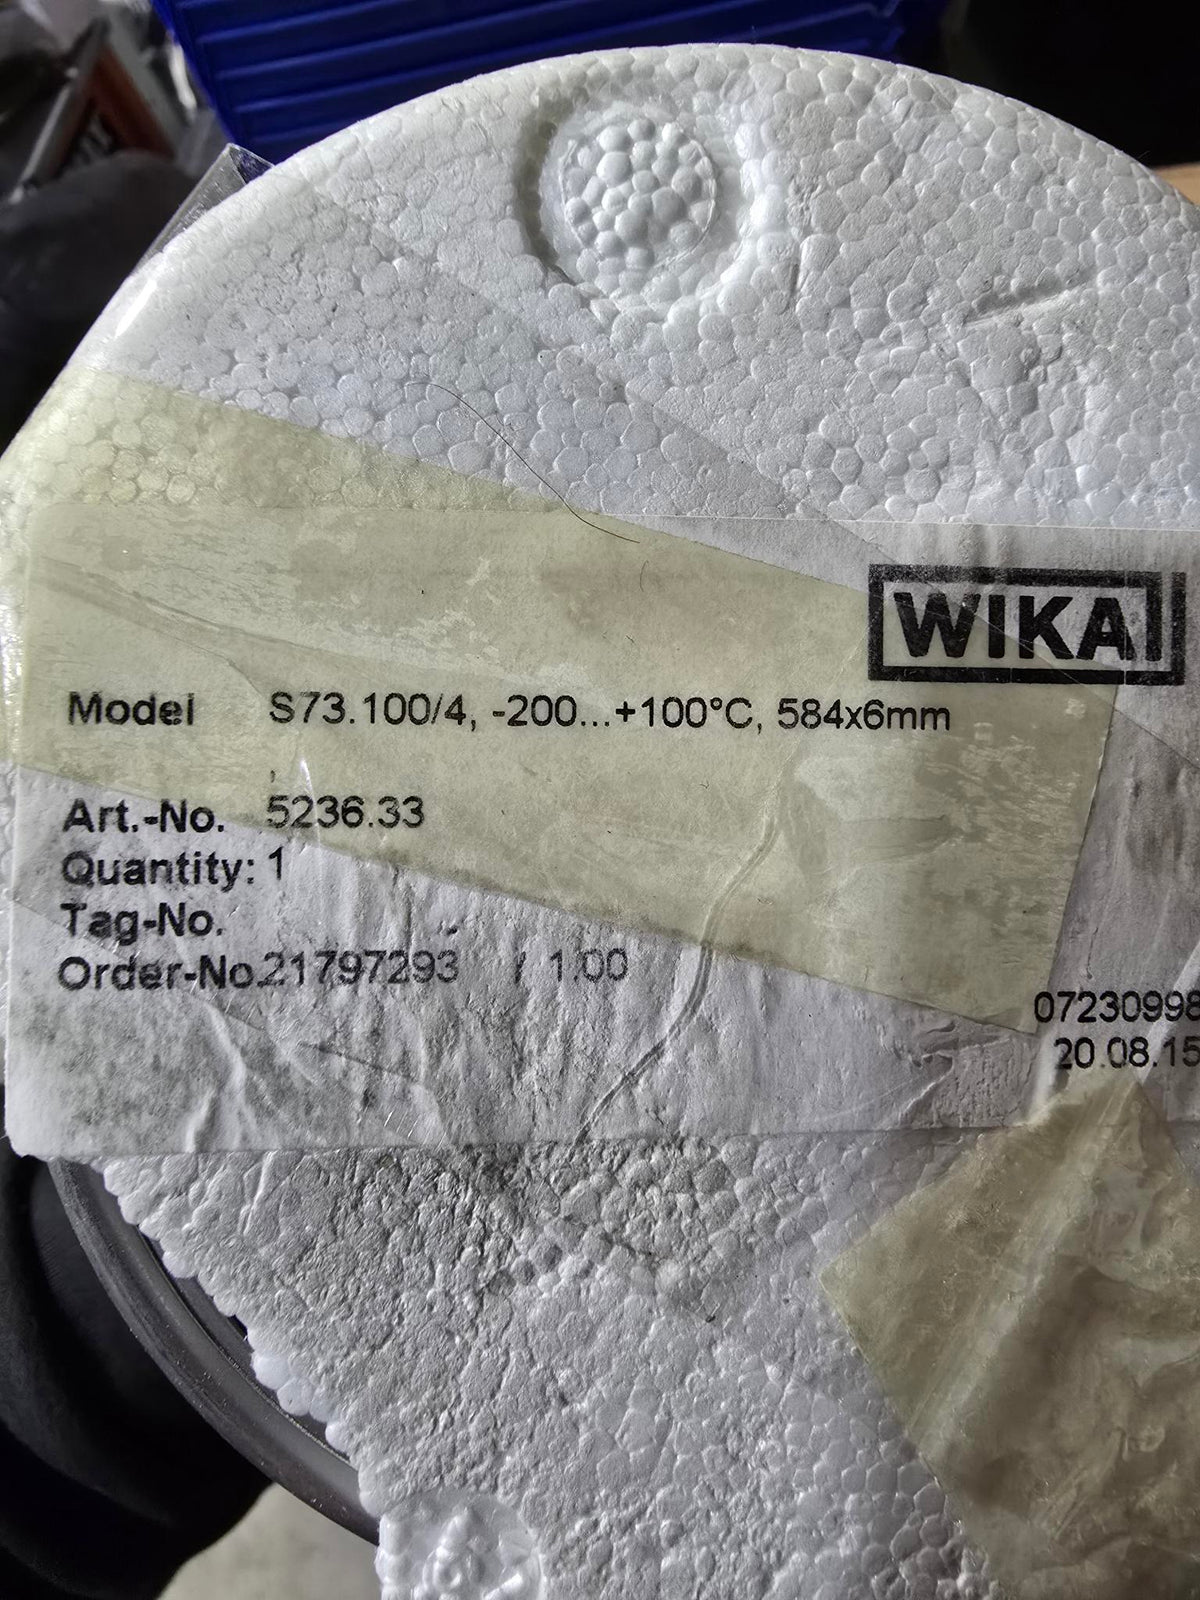 WIKA
Model S73.100/4, -200...+100°C, 584x6mm
Art.-No. 5236.33
Quantity: 1
Tag-No.
Order-No. 21797293 / 1.00
07230998
20.08.15